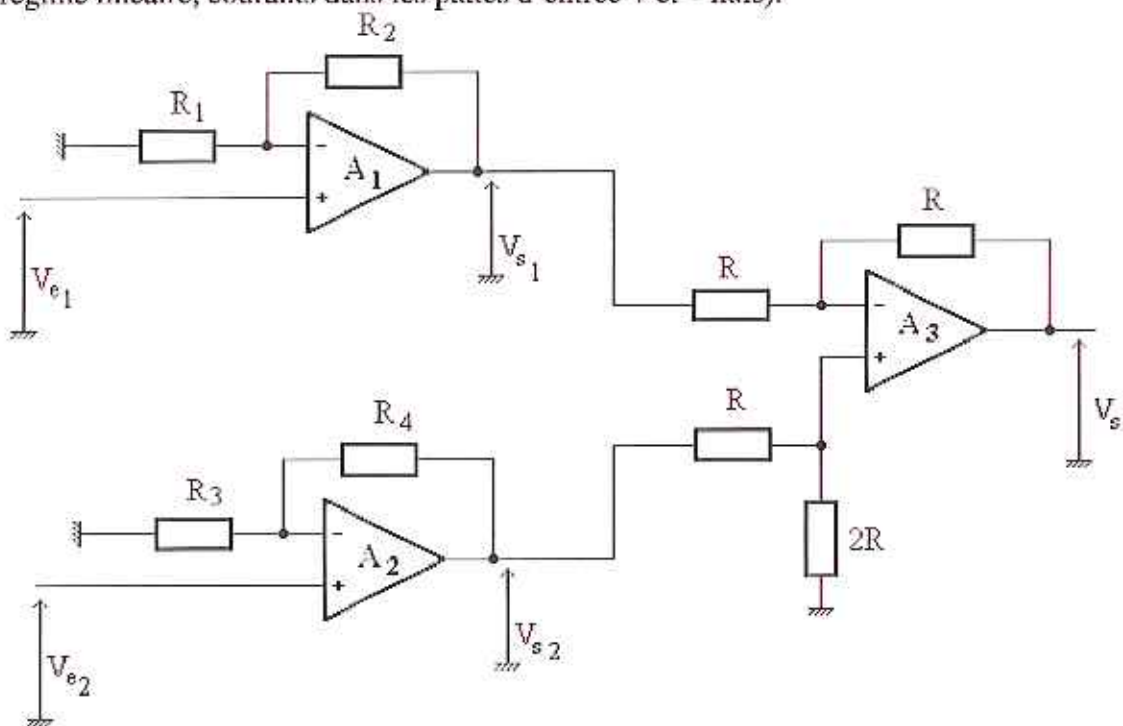 régime linéaire, courants dans les pattes d'entrée + et - nuls).
R2
R1
-
A1
+
Vs1
Ve1
R
R
-
A3
+
R
Vs
R4
R3
-
A2
+
2R
Vs2
Ve2